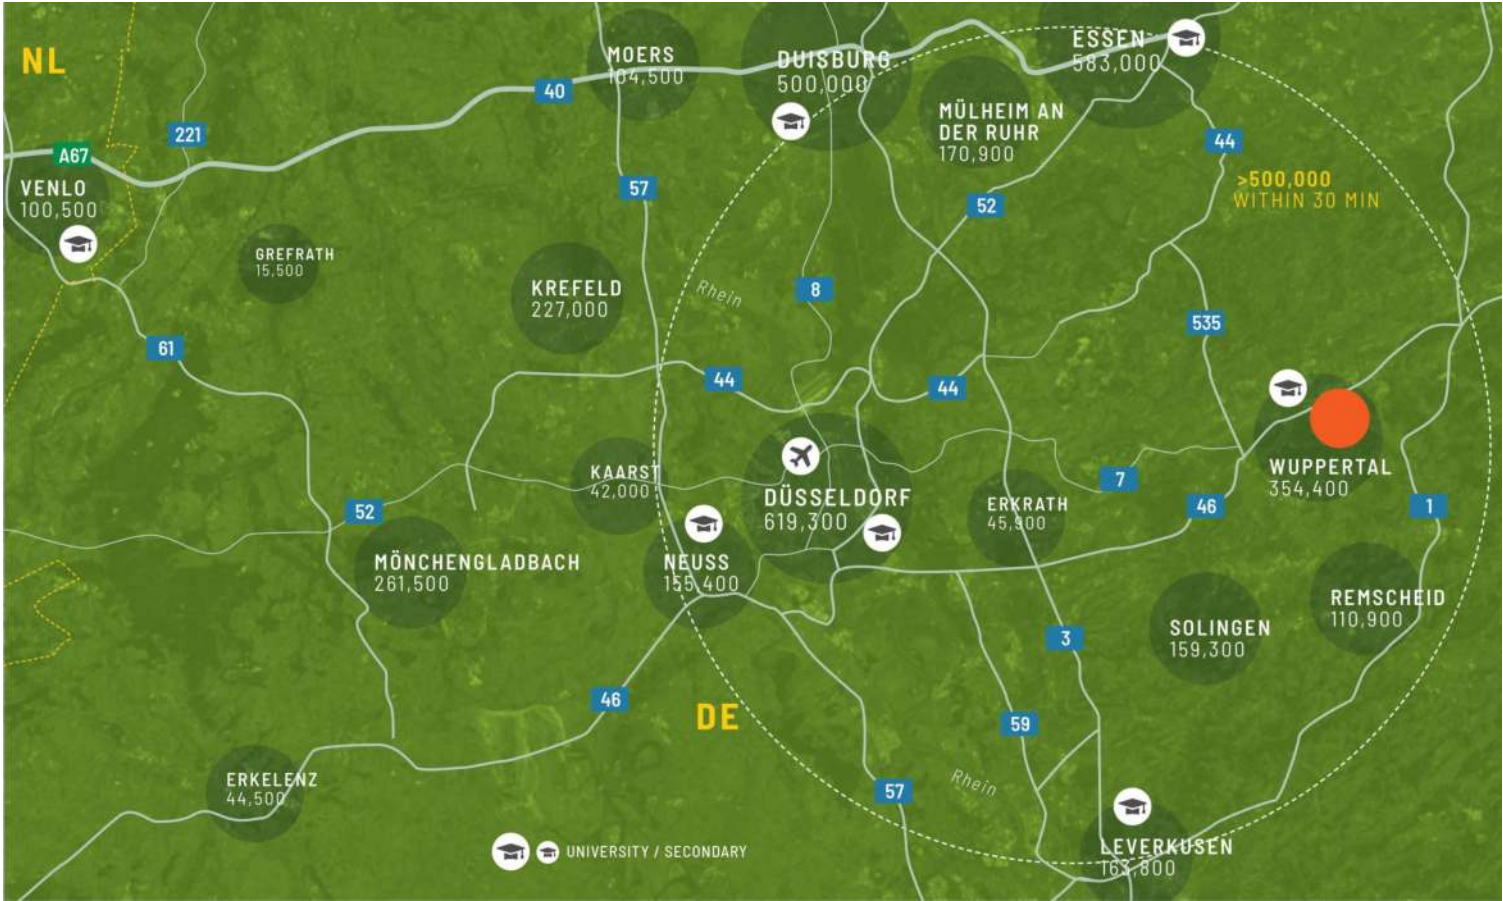 NL
MOERS
104,500
DUISBURG
500,000
ESSEN
583,000
40
MÜLHEIM AN
DER RUHR
170,900
221
44
A67
VENLO
100,500
57
>500,000
WITHIN 30 MIN
52
GREFRATH
15,500
KREFELD
227,000
Rhein
8
535
61
44
44
KAARST
42,000
DÜSSELDORF
619,300
7
WUPPERTAL
354,400
52
ERKRATH
45,900
46
1
MÖNCHENGLADBACH
261,500
NEUSS
155,400
REMSCHEID
110,900
SOLINGEN
159,300
3
46
DE
59
ERKELENZ
44,500
57
Rhein
LEVERKUSEN
163,800
UNIVERSITY / SECONDARY